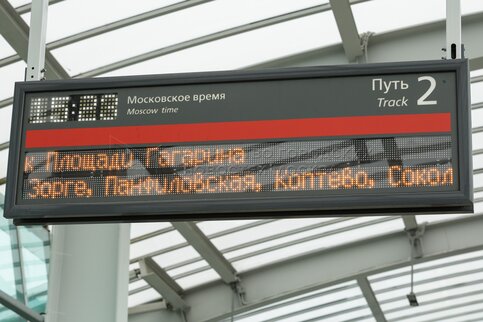 Московское время
Moscow time
Путь 2
Track
к Площади Гагарина
Зорге, Панфиловская, Коптево, Сокол